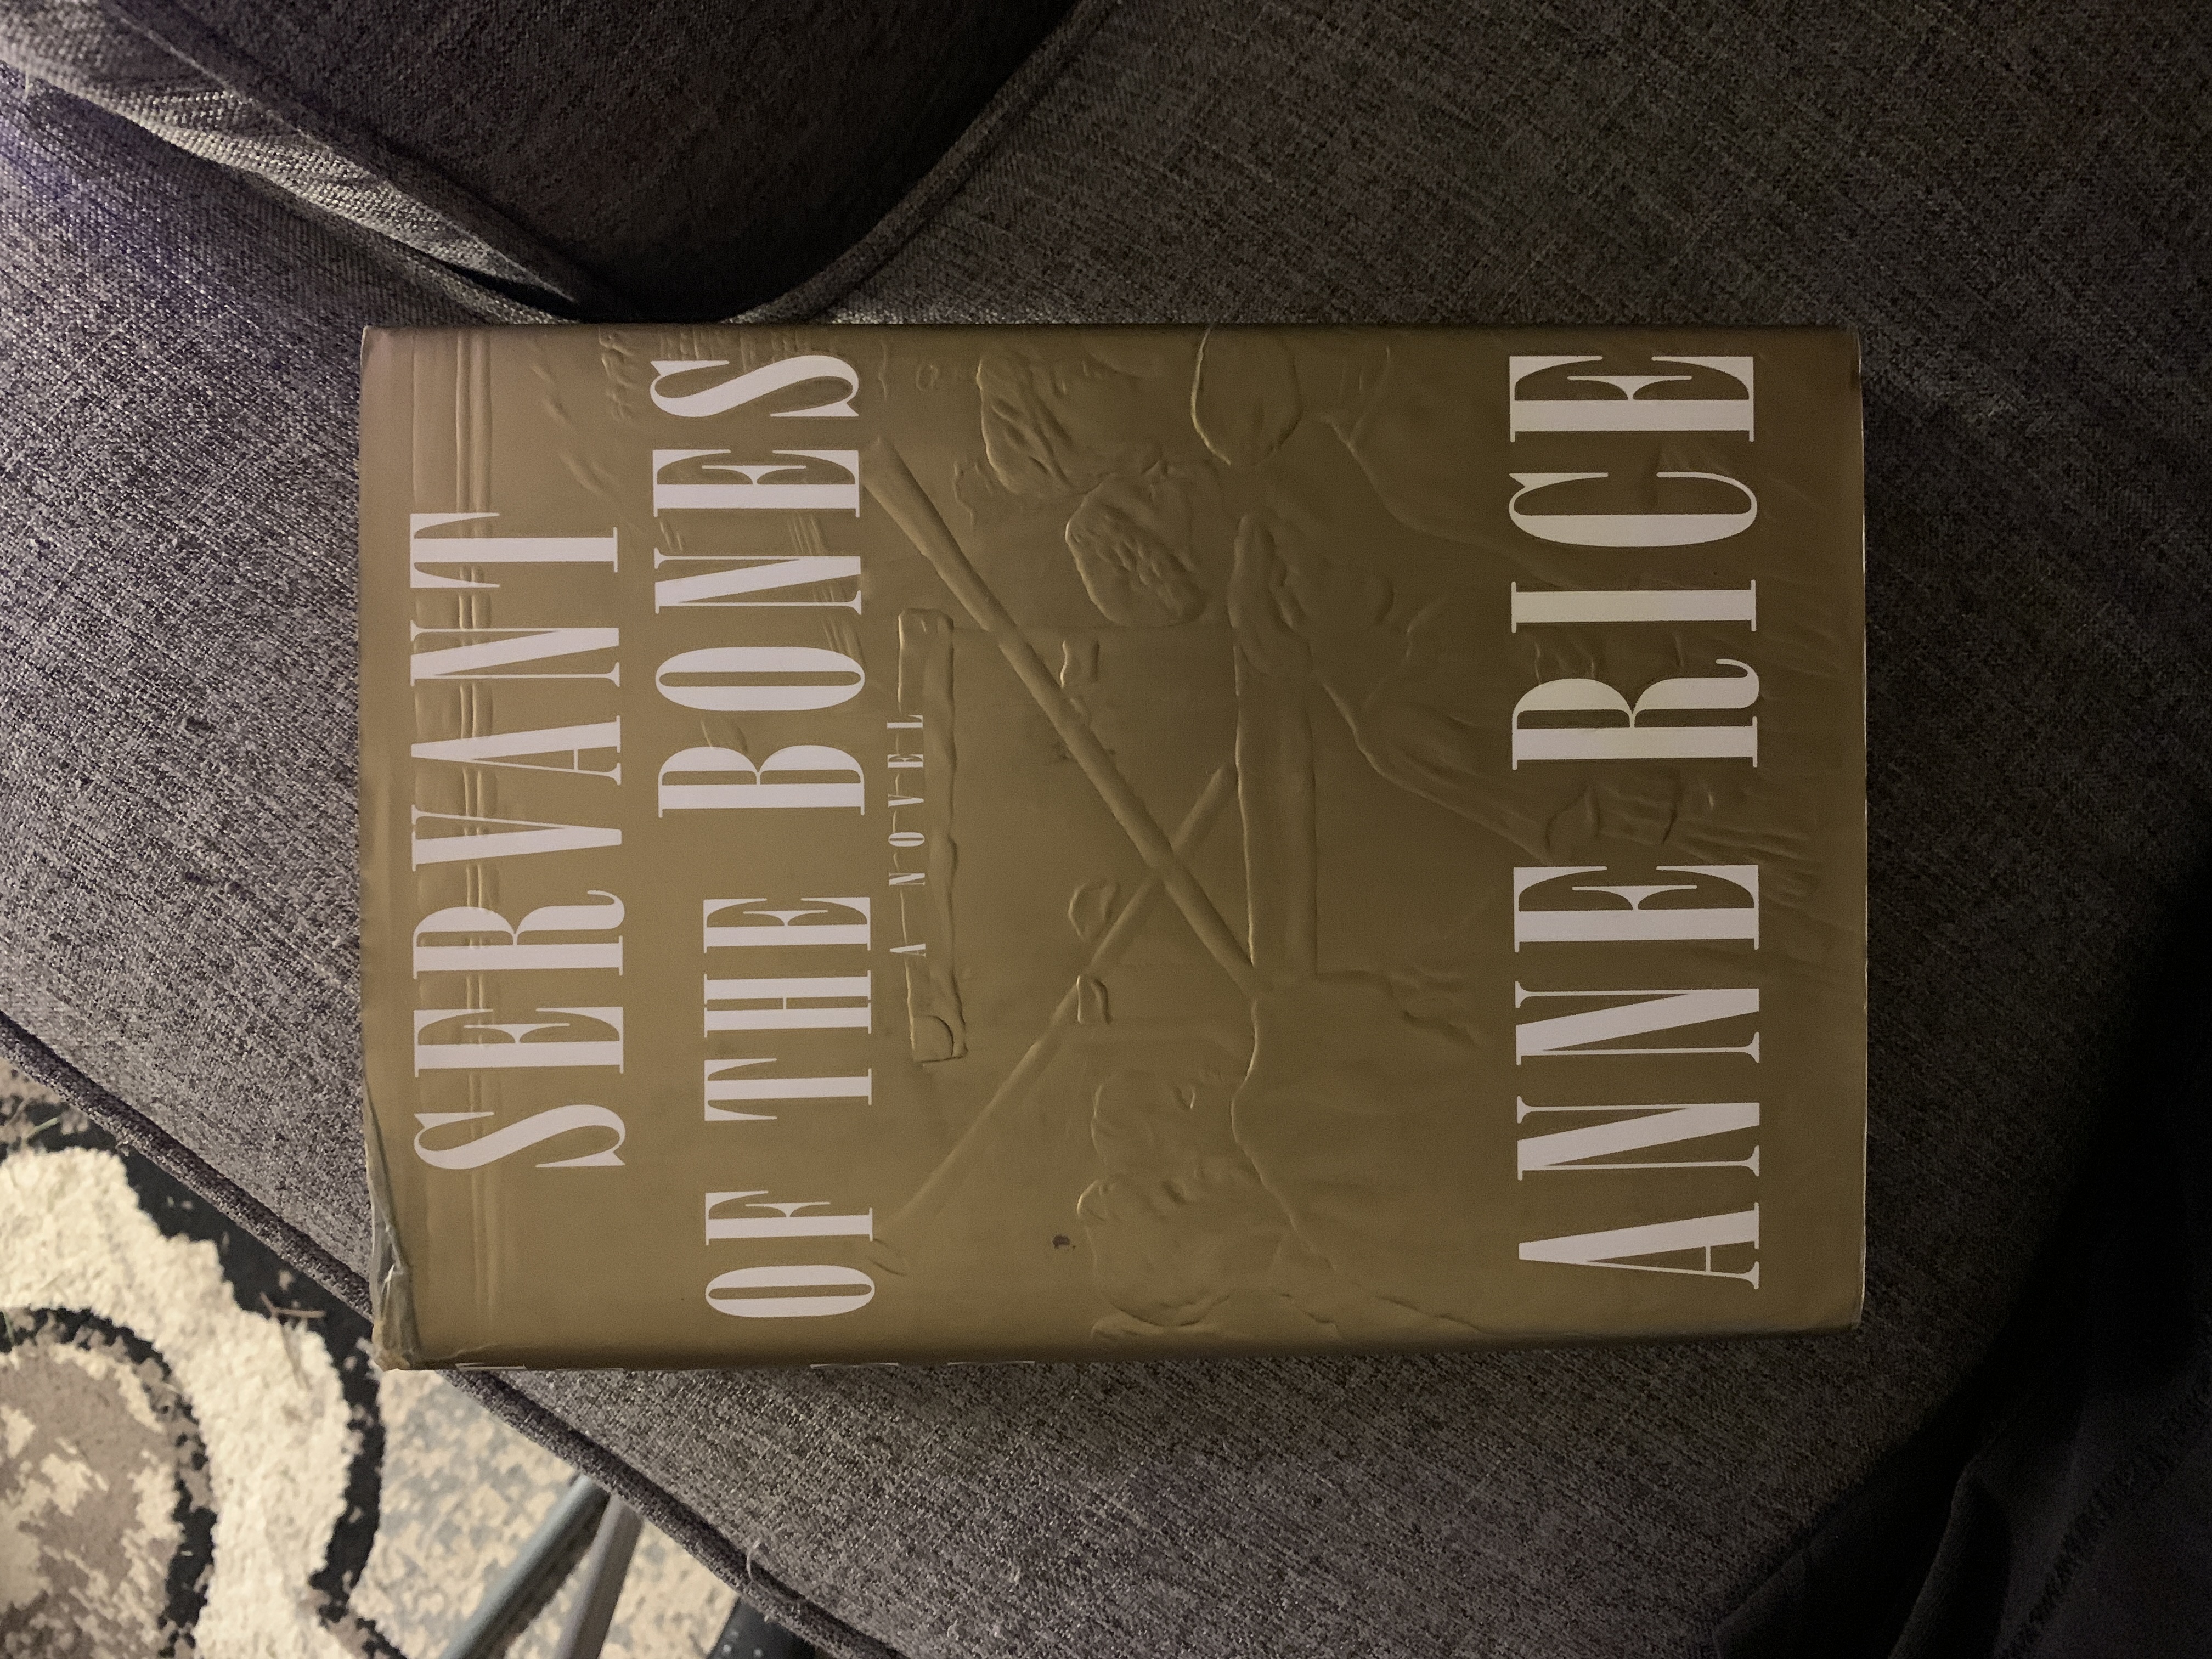 SERVANT
OF THE BONES
A NOVEL
ANNE RICE